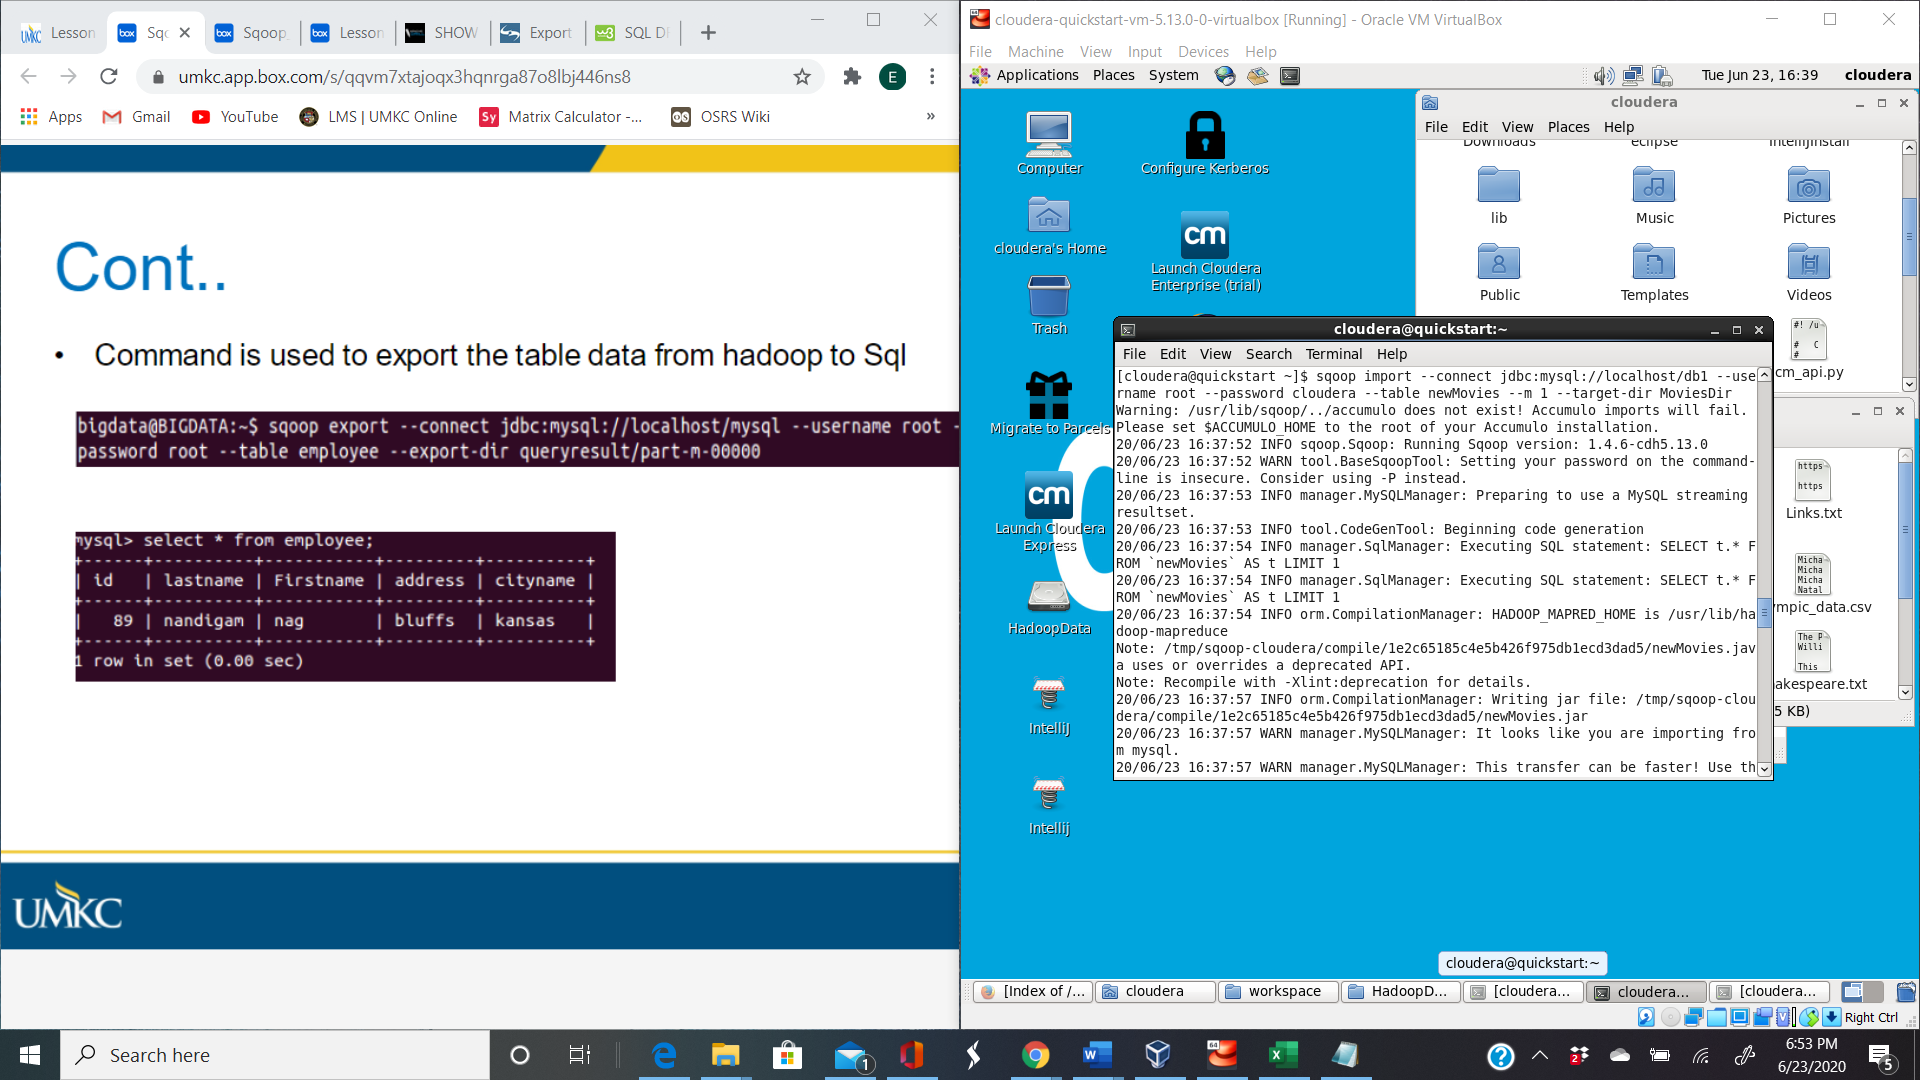 Lesson
Sqo
Sqoop
Lesson
SHOW
Export
SQL D
umkc.app.box.com/s/qqvm7xtajoqx3hqnrga87o8lbj446ns8
E
Apps
Gmail
YouTube
LMS | UMKC Online
Sy
Matrix Calculator -...
OSRS Wiki
»
Cont..
• Command is used to export the table data from hadoop to Sql
bigdata@BIGDATA:~$ sqoop export --connect jdbc:mysql://localhost/mysql --username root -
password root --table employee --export-dir queryresult/part-m-00000
mysql> select * from employee;
+------+----------+-----------+---------+----------+
| id | lastname | Firstname | address | cityname |
+------+----------+-----------+---------+----------+
| 89 | nandigam | nag | bluffs | kansas |
+------+----------+-----------+---------+----------+
1 row in set (0.00 sec)
UMKC
cloudera-quickstart-vm-5.13.0-0-virtualbox [Running] - Oracle VM VirtualBox
File Machine View Input Devices Help
Applications Places System
Tue Jun 23, 16:39 cloudera
Computer
Configure Kerberos
cloudera's Home
cm
Launch Cloudera
Enterprise (trial)
Trash
Migrate to Parcels
cm
Launch Cloudera
Express
HadoopData
IntelliJ
Intellij
cloudera
File Edit View Places Help
Downloads
eclipse
IntellijInstall
lib
Music
Pictures
Public
Templates
Videos
#! /u
# C
#
cm_api.py
https
https
Links.txt
Micha
Micha
Micha
Natal
mpic_data.csv
The P
Willi
This
akespeare.txt
5 KB)
cloudera@quickstart:~
File Edit View Search Terminal Help
[cloudera@quickstart ~]$ sqoop import --connect jdbc:mysql://localhost/db1 --use
rname root --password cloudera --table newMovies --m 1 --target-dir MoviesDir
Warning: /usr/lib/sqoop/../accumulo does not exist! Accumulo imports will fail.
Please set $ACCUMULO_HOME to the root of your Accumulo installation.
20/06/23 16:37:52 INFO sqoop.Sqoop: Running Sqoop version: 1.4.6-cdh5.13.0
20/06/23 16:37:52 WARN tool.BaseSqoopTool: Setting your password on the command-
line is insecure. Consider using -P instead.
20/06/23 16:37:53 INFO manager.MySQLManager: Preparing to use a MySQL streaming
resultset.
20/06/23 16:37:53 INFO tool.CodeGenTool: Beginning code generation
20/06/23 16:37:54 INFO manager.SqlManager: Executing SQL statement: SELECT t.* F
ROM `newMovies` AS t LIMIT 1
20/06/23 16:37:54 INFO manager.SqlManager: Executing SQL statement: SELECT t.* F
ROM `newMovies` AS t LIMIT 1
20/06/23 16:37:54 INFO orm.CompilationManager: HADOOP_MAPRED_HOME is /usr/lib/ha
doop-mapreduce
Note: /tmp/sqoop-cloudera/compile/1e2c65185c4e5b426f975db1ecd3dad5/newMovies.jav
a uses or overrides a deprecated API.
Note: Recompile with -Xlint:deprecation for details.
20/06/23 16:37:57 INFO orm.CompilationManager: Writing jar file: /tmp/sqoop-clou
dera/compile/1e2c65185c4e5b426f975db1ecd3dad5/newMovies.jar
20/06/23 16:37:57 WARN manager.MySQLManager: It looks like you are importing fro
m mysql.
20/06/23 16:37:57 WARN manager.MySQLManager: This transfer can be faster! Use th
cloudera@quickstart:~
[Index of /...
cloudera
workspace
HadoopD...
[cloudera...
cloudera...
[cloudera...
Right Ctrl
Search here
1
6:53 PM
6/23/2020
5